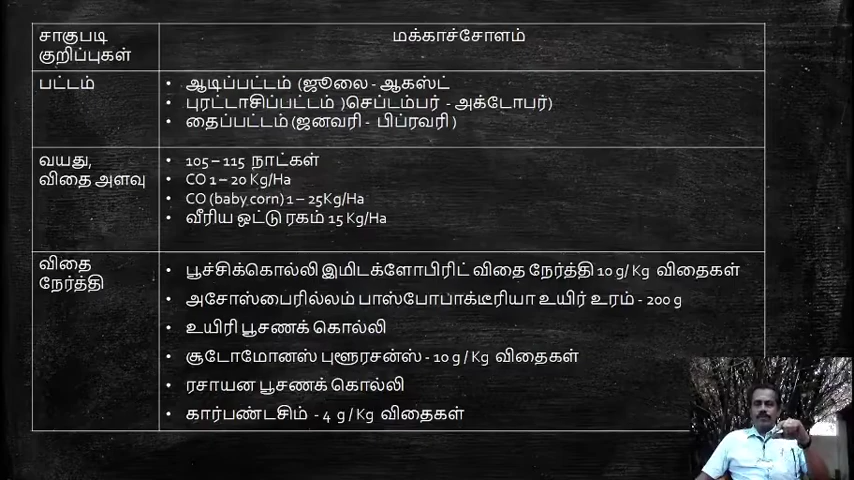 சாகுபடி குறிப்புகள்
மக்காச்சோளம்
பட்டம்
• ஆடிப்பட்டம் (ஜூலை - ஆகஸ்ட்
• புரட்டாசிப்பட்டம் )செப்டம்பர் - அக்டோபர்)
• தைப்பட்டம் (ஜனவரி - பிப்ரவரி )
வயது,
விதை அளவு
• 105 – 115 நாட்கள்
• CO 1 – 20 Kg/Ha
• CO (baby corn) 1 – 25Kg/Ha
• வீரிய ஒட்டு ரகம் 15 Kg/Ha
விதை
நேர்த்தி
• பூச்சிக்கொல்லி இமிடக்ளோபிரிட் விதை நேர்த்தி 10 g/ Kg விதைகள்
• அசோஸ்பைரில்லம் பாஸ்போபாக்டீரியா உயிர் உரம் - 200 g
• உயிரி பூசணக் கொல்லி
• சூடோமோனஸ் புளூரசன்ஸ் - 10 g / Kg விதைகள்
• ரசாயன பூசணக் கொல்லி
• கார்பண்டசிம் - 4 g / Kg விதைகள்